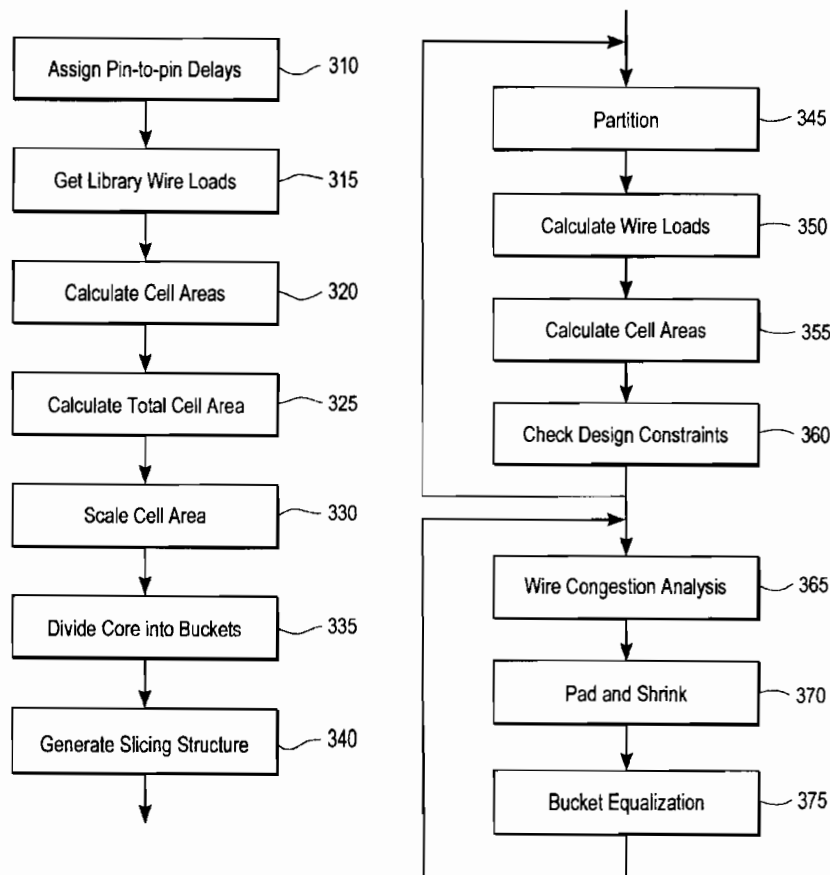 Assign Pin-to-pin Delays
310
Get Library Wire Loads
315
Calculate Cell Areas
320
Calculate Total Cell Area
325
Scale Cell Area
330
Divide Core into Buckets
335
Generate Slicing Structure
340
Partition
345
Calculate Wire Loads
350
Calculate Cell Areas
355
Check Design Constraints
360
Wire Congestion Analysis
365
Pad and Shrink
370
Bucket Equalization
375